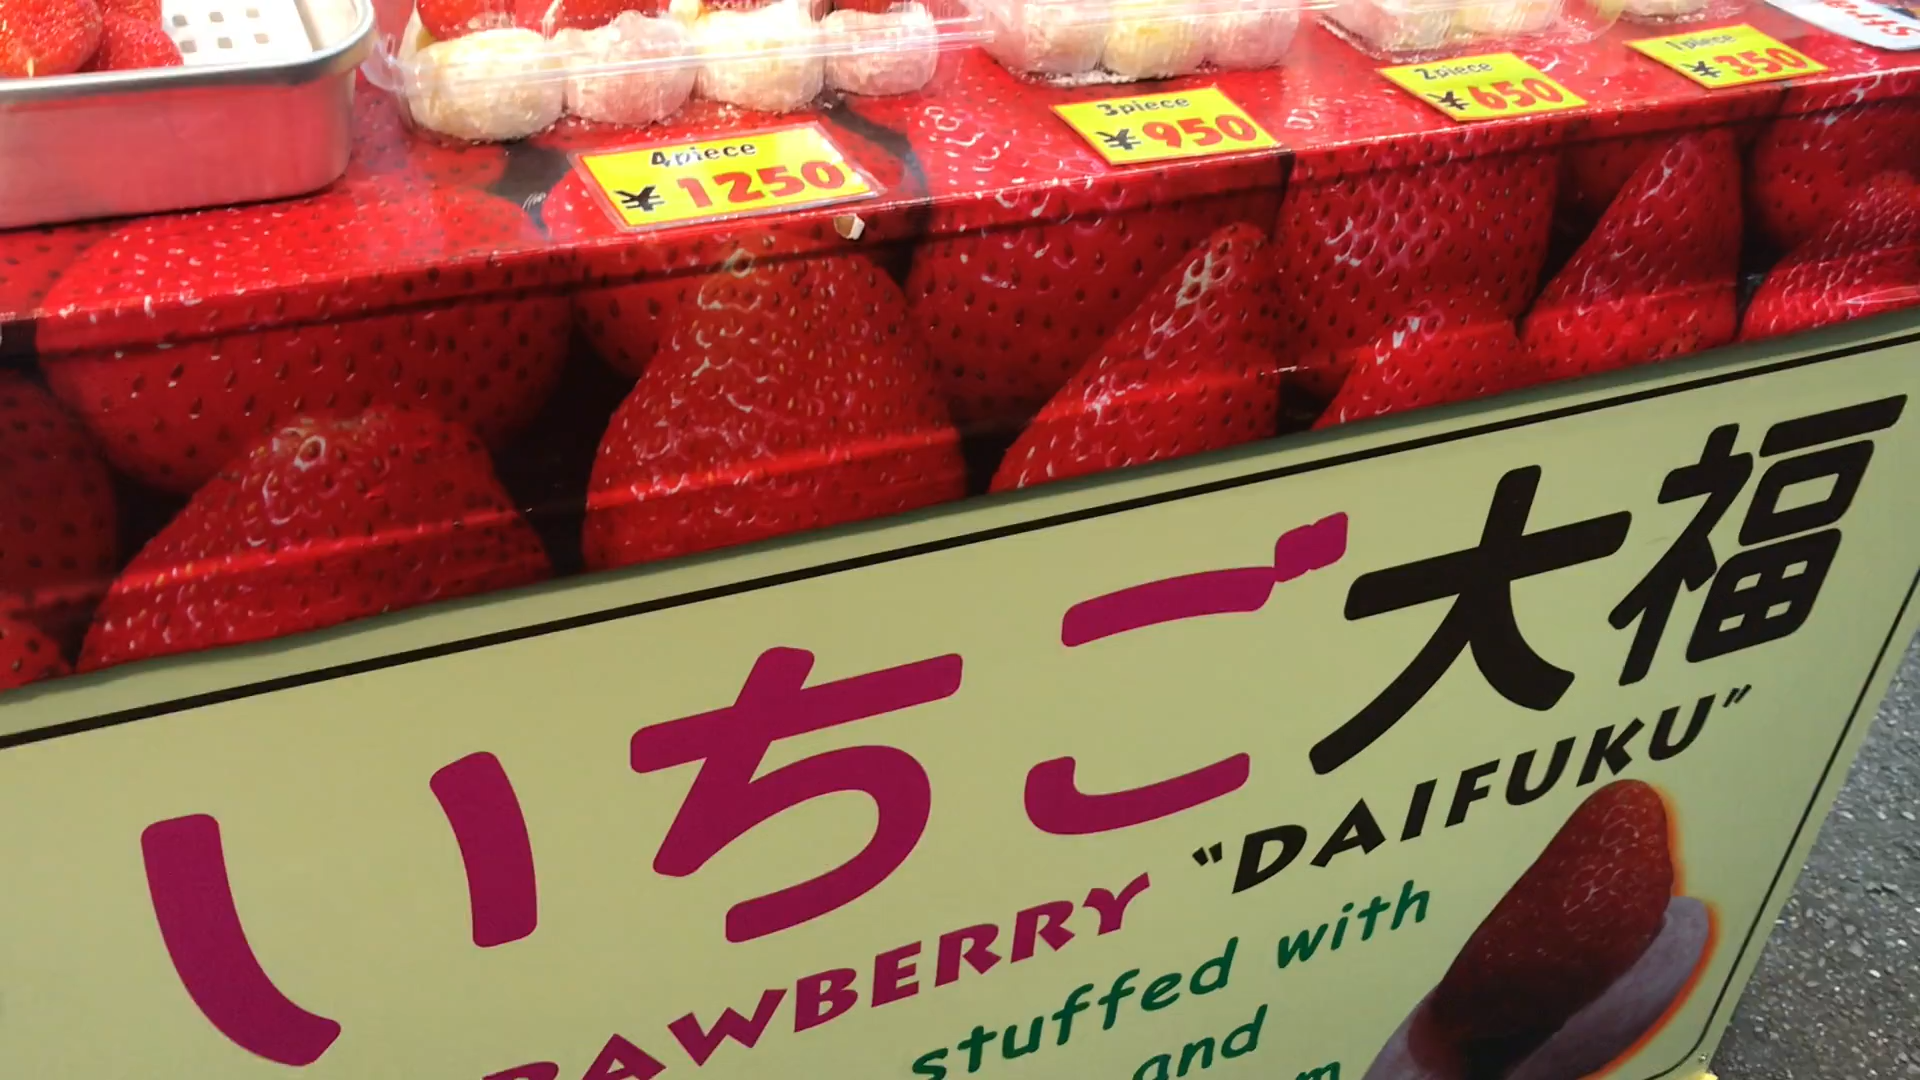 4piece
¥1250
3piece
¥950
2piece
¥650
1piece
¥350
いちご大福
RAWBERRY "DAIFUKU"
stuffed with
and
m